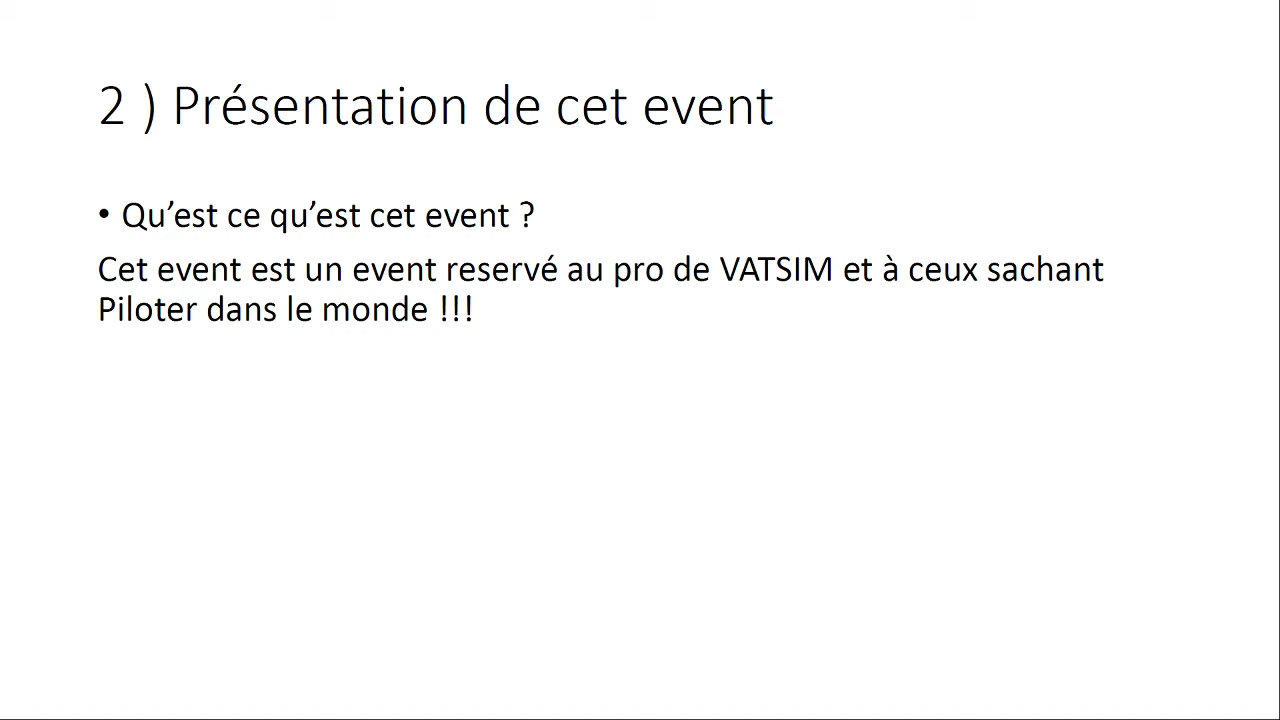 2 ) Présentation de cet event
• Qu’est ce qu’est cet event ?
Cet event est un event reservé au pro de VATSIM et à ceux sachant
Piloter dans le monde !!!